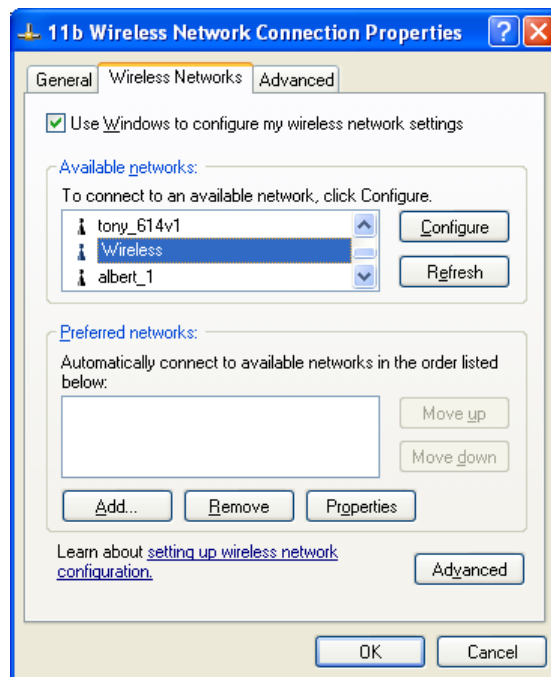 11b Wireless Network Connection Properties
General Wireless Networks Advanced
Use Windows to configure my wireless network settings
Available networks:
To connect to an available network, click Configure.
tony_614v1
Wireless
albert_1
Configure
Refresh
Preferred networks:
Automatically connect to available networks in the order listed
below:
Move up
Move down
Add... Remove Properties
Learn about setting up wireless network
configuration.
Advanced
OK Cancel